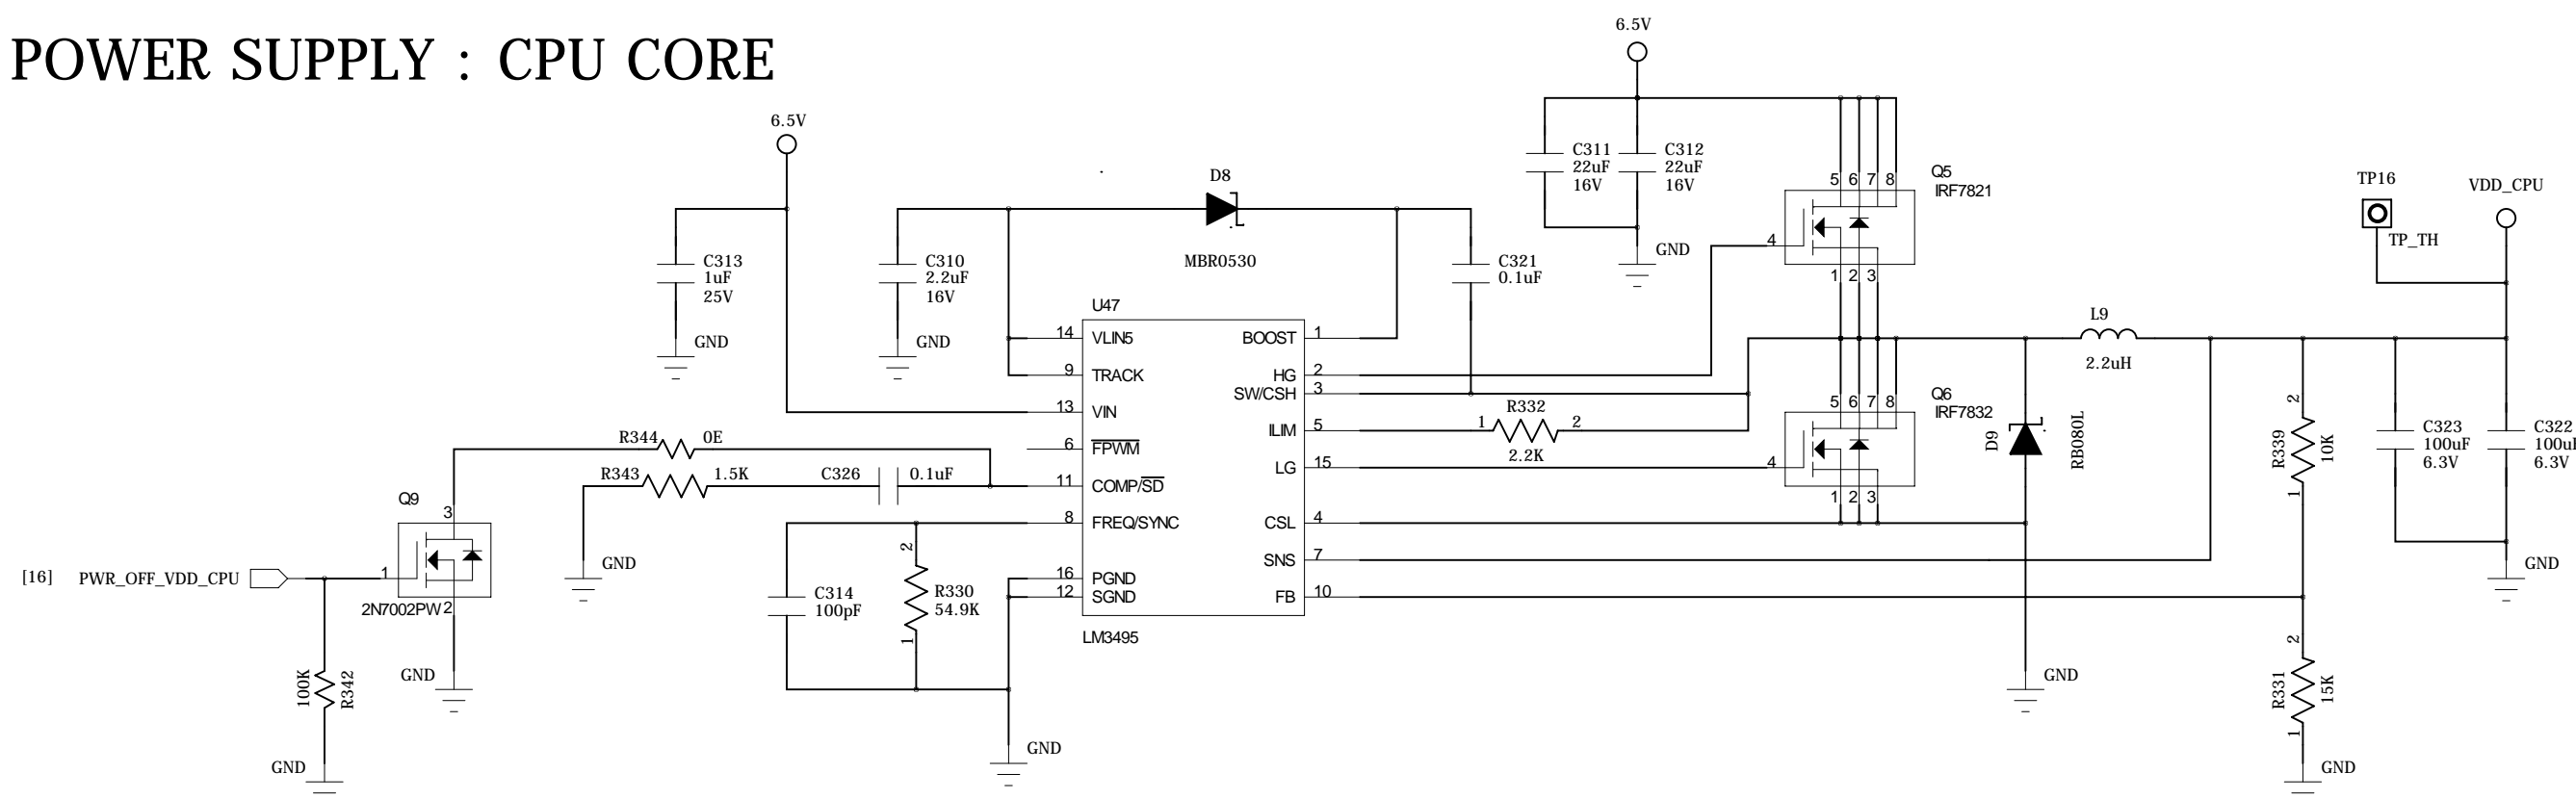 POWER SUPPLY : CPU CORE
6.5V
6.5V
C311
22uF
16V
C312
22uF
16V
5 6 7 8
Q5
IRF7821
4
1 2 3
TP16
TP_TH
VDD_CPU
D8
MBR0530
C313
1uF
25V
GND
C310
2.2uF
16V
GND
C321
0.1uF
GND
U47
14 VLIN5
9 TRACK
13 VIN
6 FPWM
11 COMP/SD
8 FREQ/SYNC
16 PGND
12 SGND
BOOST 1
HG 2
SW/CSH 3
ILIM 5
LG 15
CSL 4
SNS 7
FB 10
LM3495
R332
1 2
2.2K
5 6 7 8
Q6
IRF7832
4
1 2 3
L9
2.2uH
D9
RB080L
2
R339
10K
1
C323
100uF
6.3V
C322
100uF
6.3V
GND
R344 0E
R343 1.5K
C326 0.1uF
GND
Q9
3
1
2N7002PW 2
[16] PWR_OFF_VDD_CPU
100K
R342
GND
GND
C314
100pF
2
R330
54.9K
1
GND
GND
2
R331
15K
1
GND